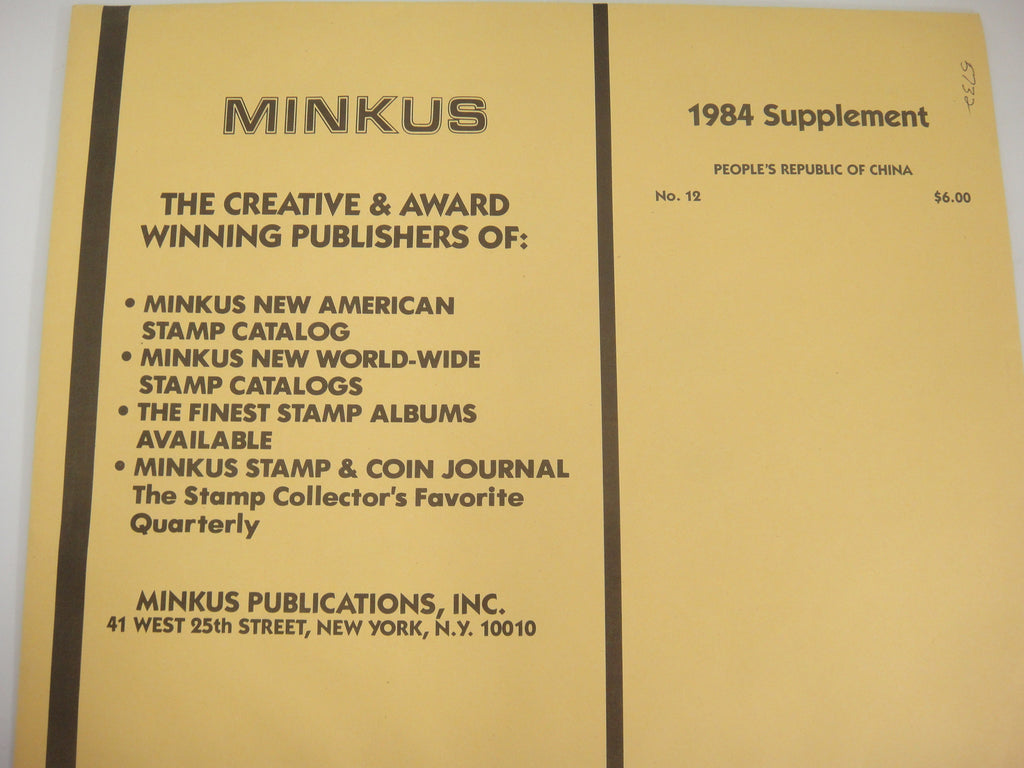 MINKUS
THE CREATIVE & AWARD
WINNING PUBLISHERS OF:
• MINKUS NEW AMERICAN
STAMP CATALOG
• MINKUS NEW WORLD-WIDE
STAMP CATALOGS
• THE FINEST STAMP ALBUMS
AVAILABLE
• MINKUS STAMP & COIN JOURNAL
The Stamp Collector's Favorite
Quarterly
MINKUS PUBLICATIONS, INC.
41 WEST 25th STREET, NEW YORK, N.Y. 10010
1984 Supplement
PEOPLE'S REPUBLIC OF CHINA
No. 12 $6.00
5732